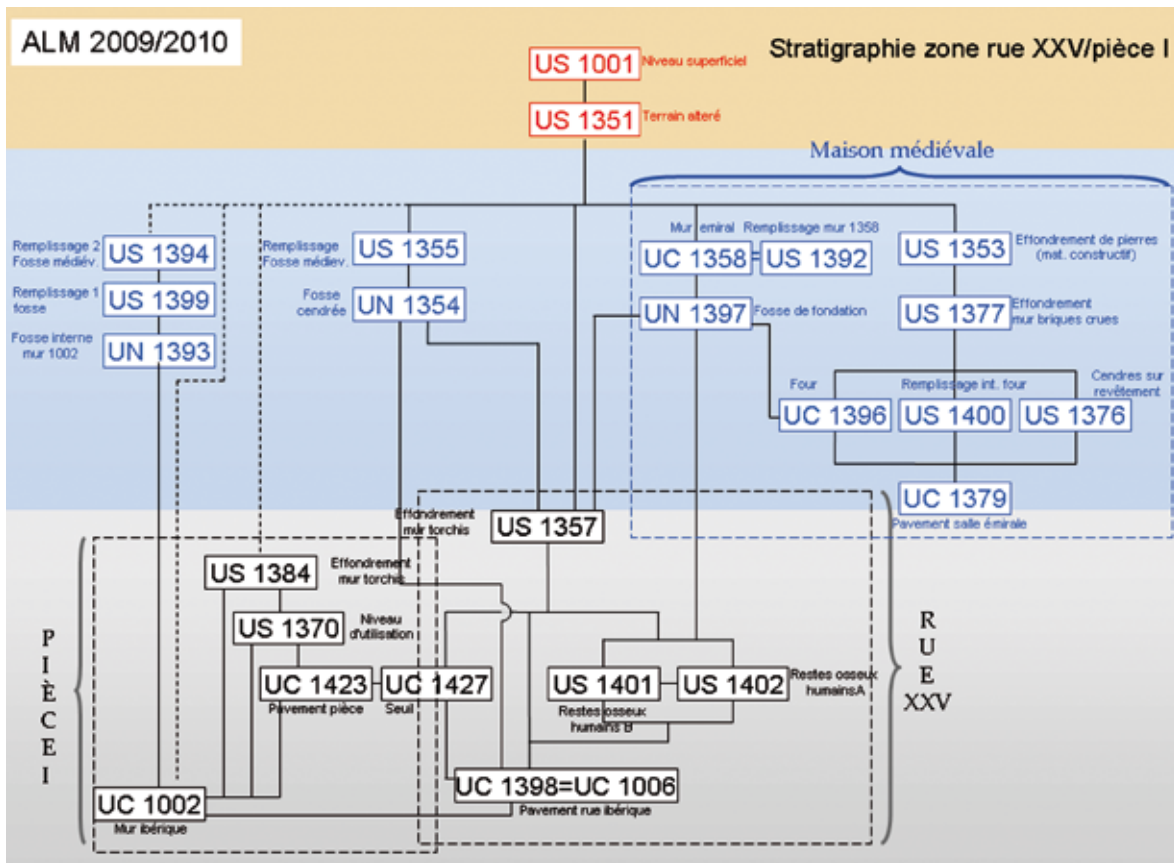 ALM 2009/2010
Stratigraphie zone rue XXV/pièce I
US 1001
Niveau superficiel
US 1351
Terrain alteré
Maison médiévale
Remplissage 2
Fosse médiév.
US 1394
Remplissage
Fosse médiev.
US 1355
Mur emiral
Remplissage mur 1358
UC 1358=US 1392
US 1353
Effondrement de pierres
(mat. constructif)
Remplissage 1
fosse
US 1399
Fosse
cendrée
UN 1354
UN 1397
Fosse de fondation
US 1377
Effondrement
mur briques crues
Fosse interne
mur 1002
UN 1393
Four
UC 1396
Remplissage int. four
US 1400
Cendres sur
revêtement
US 1376
UC 1379
Pavement salle émirale
Effondrement
mur torchis
US 1357
US 1384
Effondrement
mur torchis
US 1370
Niveau
d'utilisation
UC 1423
Pavement pièce
UC 1427
Seuil
US 1401
Restes osseux
humains B
US 1402
Restes osseux
humainsA
UC 1398=UC 1006
Pavement rue ibérique
UC 1002
Mur ibérique
PIÈCE I
RUE
XXV